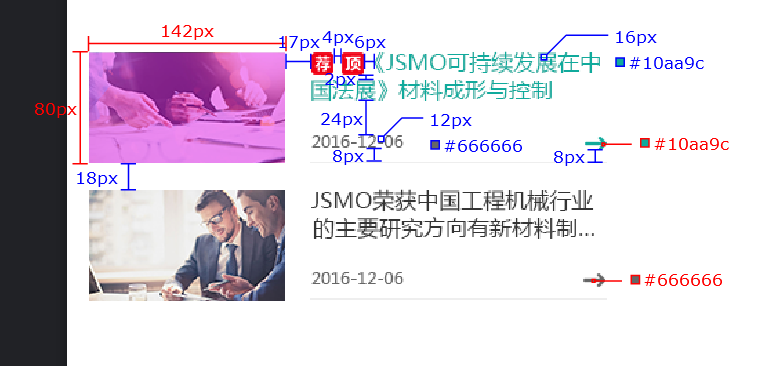 142px
17px 4px 6px
16px
荐 顶 《JSMO可持续发展在中
#10aa9c
2px
国法展》材料成形与控制
80px
24px
12px
2016-12-06
#666666
#10aa9c
8px
8px
18px
JSMO荣获中国工程机械行业
的主要研究方向有新材料制...
2016-12-06
#666666